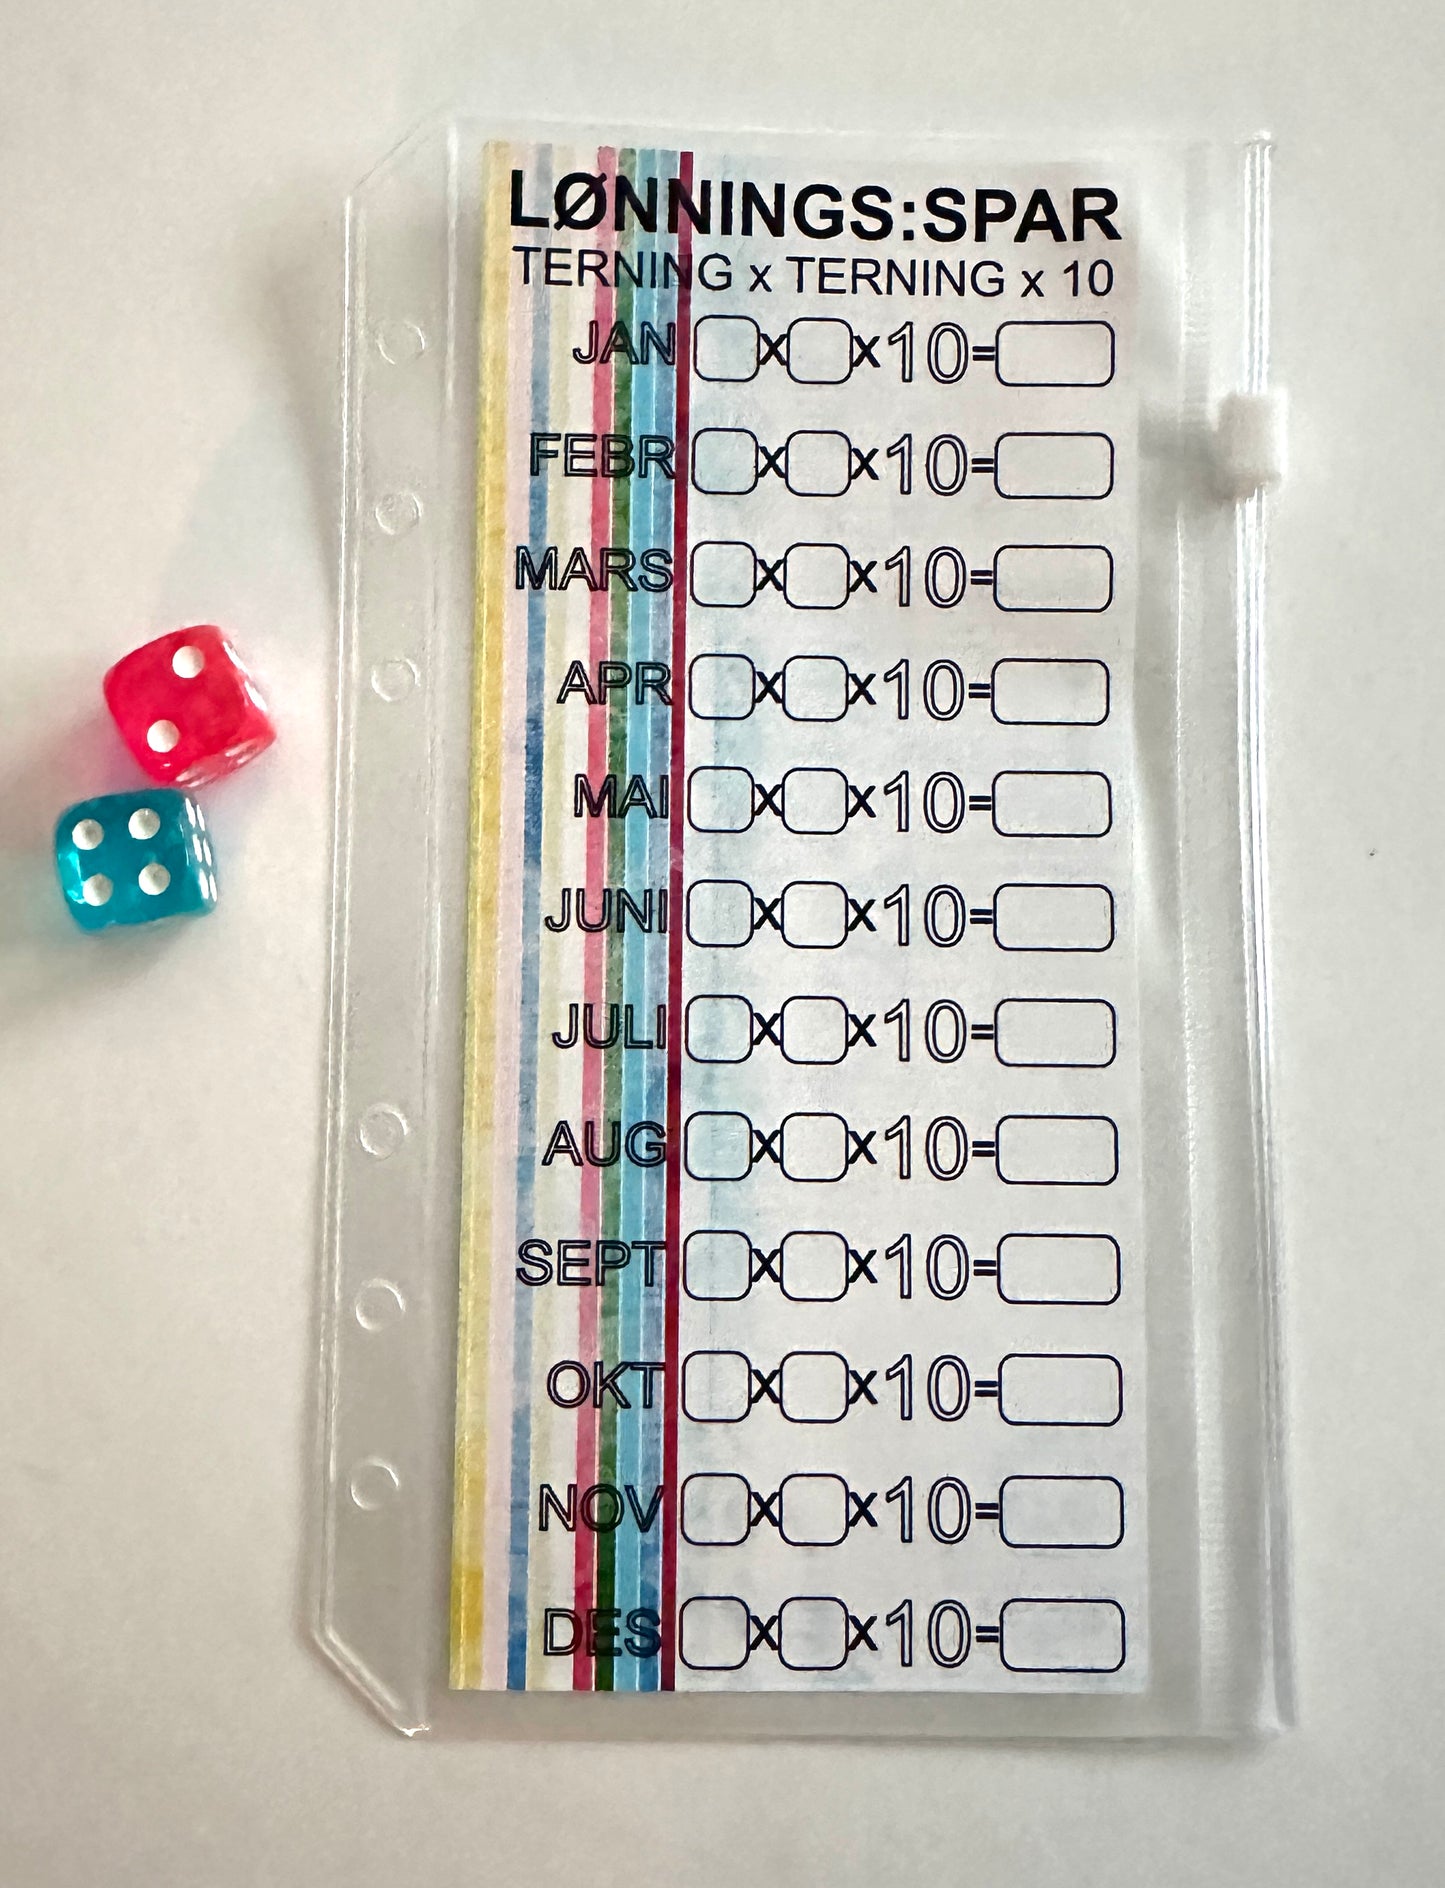 LØNNINGS:SPAR
TERNING x TERNING x 10
JAN x x10=
FEBR x x10=
MARS x x10=
APR x x10=
MAI x x10=
JUNI x x10=
JULI x x10=
AUG x x10=
SEPT x x10=
OKT x x10=
NOV x x10=
DES x x10=